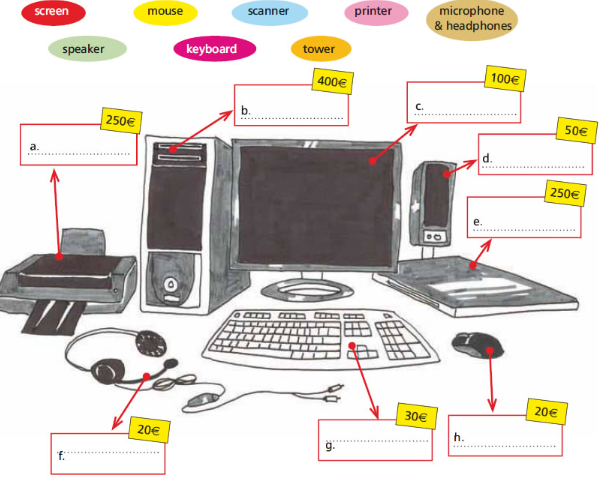 screen mouse scanner printer microphone
& headphones
speaker keyboard tower
400€ 100€
250€ b. c.
a. 50€
d.
250€
e.
20€ 30€ 20€
f. g. h.